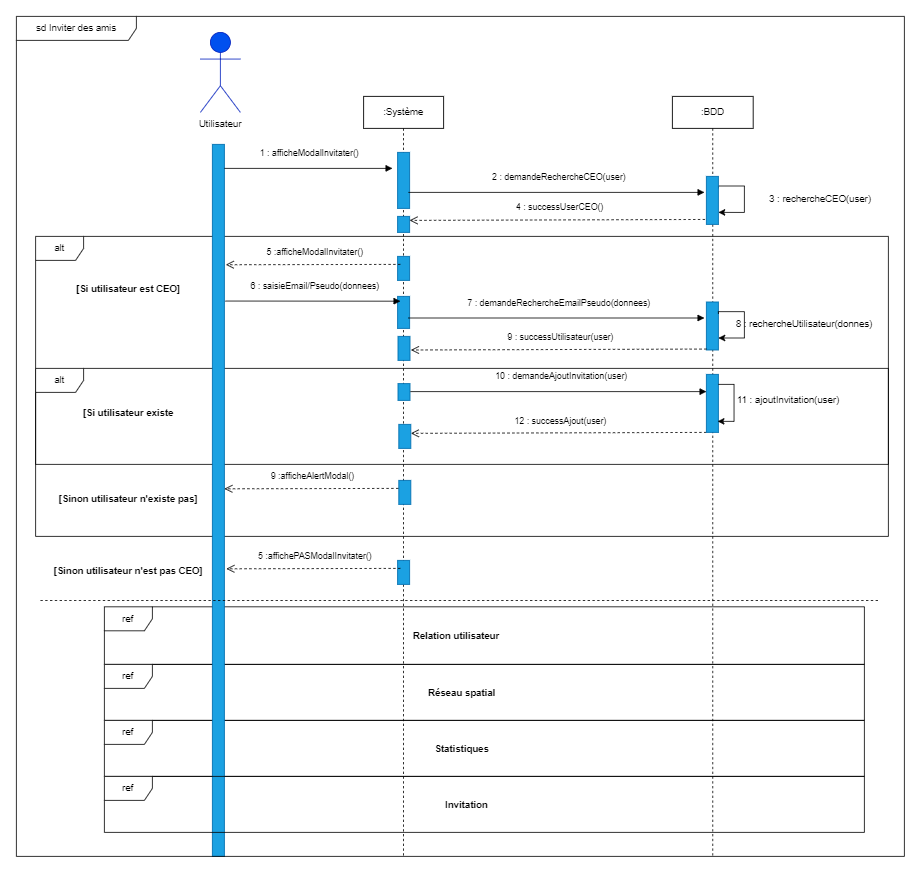 sd Inviter des amis
Utilisateur
:Système
:BDD
1 : afficheModalInvitater()
2 : demandeRechercheCEO(user)
3 : rechercheCEO(user)
4 : successUserCEO()
alt
5 :afficheModalInvitater()
[Si utilisateur est CEO]
6 : saisieEmail/Pseudo(donnees)
7 : demandeRechercheEmailPseudo(donnees)
8 : rechercheUtilisateur(donnes)
9 : successUtilisateur(user)
alt
10 : demandeAjoutInvitation(user)
11 : ajoutInvitation(user)
[Si utilisateur existe
12 : successAjout(user)
9 :afficheAlertModal()
[Sinon utilisateur n'existe pas]
5 :affichePASModalInvitater()
[Sinon utilisateur n'est pas CEO]
ref
Relation utilisateur
ref
Réseau spatial
ref
Statistiques
ref
Invitation